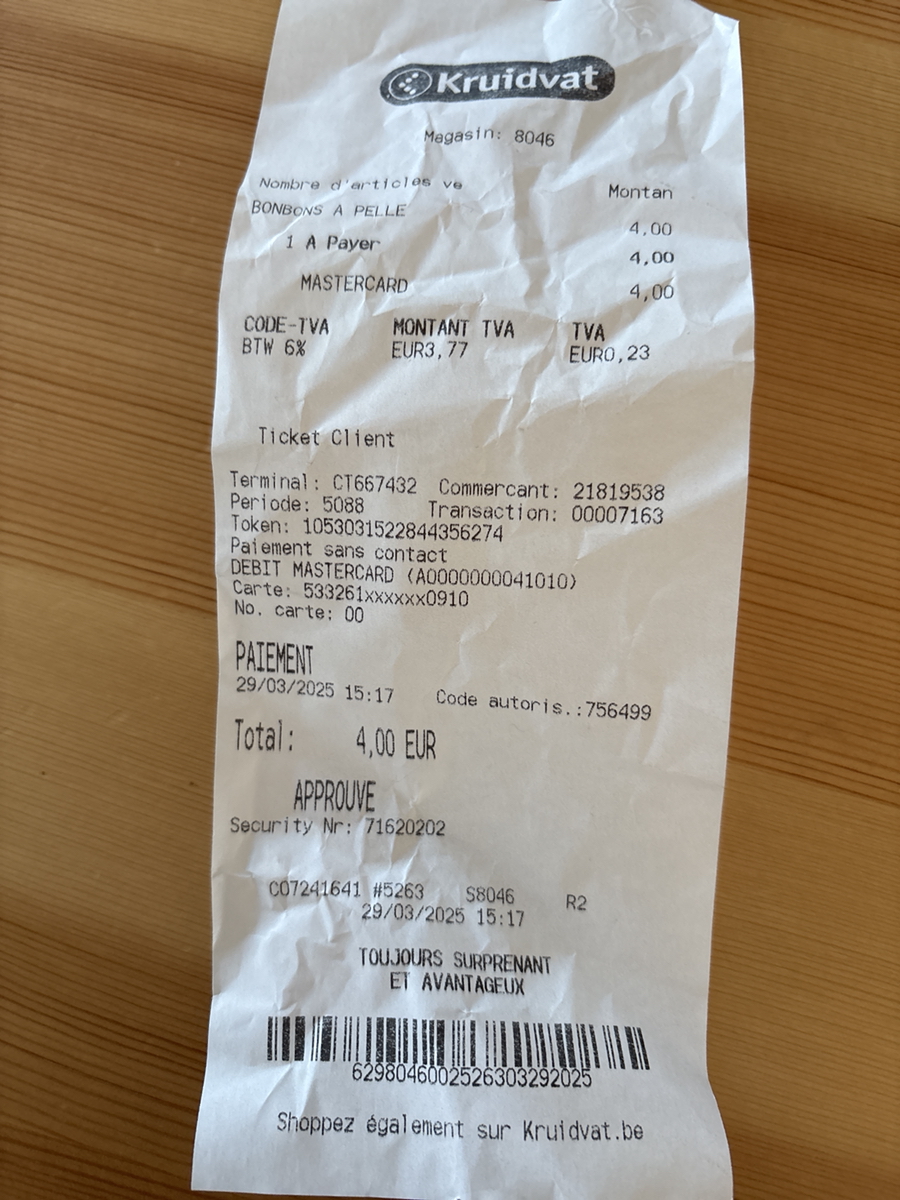 Kruidvat
Magasin: 8046
Nombre d'articles ve Montan
BONBONS A PELLE 4,00
1 A Payer 4,00
MASTERCARD 4,00
CODE-TVA MONTANT TVA TVA
BTW 6% EUR3,77 EUR0,23
Ticket Client
Terminal: CT667432 Commercant: 21819538
Periode: 5088 Transaction: 00007163
Token: 1053031522844356274
Paiement sans contact
DEBIT MASTERCARD (A0000000041010)
Carte: 533261xxxxxx0910
No. carte: 00
PAIEMENT
29/03/2025 15:17 Code autoris.:756499
Total: 4,00 EUR
APPROUVE
Security Nr: 71620202
C07241641 #5263 S8046 R2
29/03/2025 15:17
TOUJOURS SURPRENANT
ET AVANTAGEUX
6298046002526303292025
Shoppez également sur Kruidvat.be